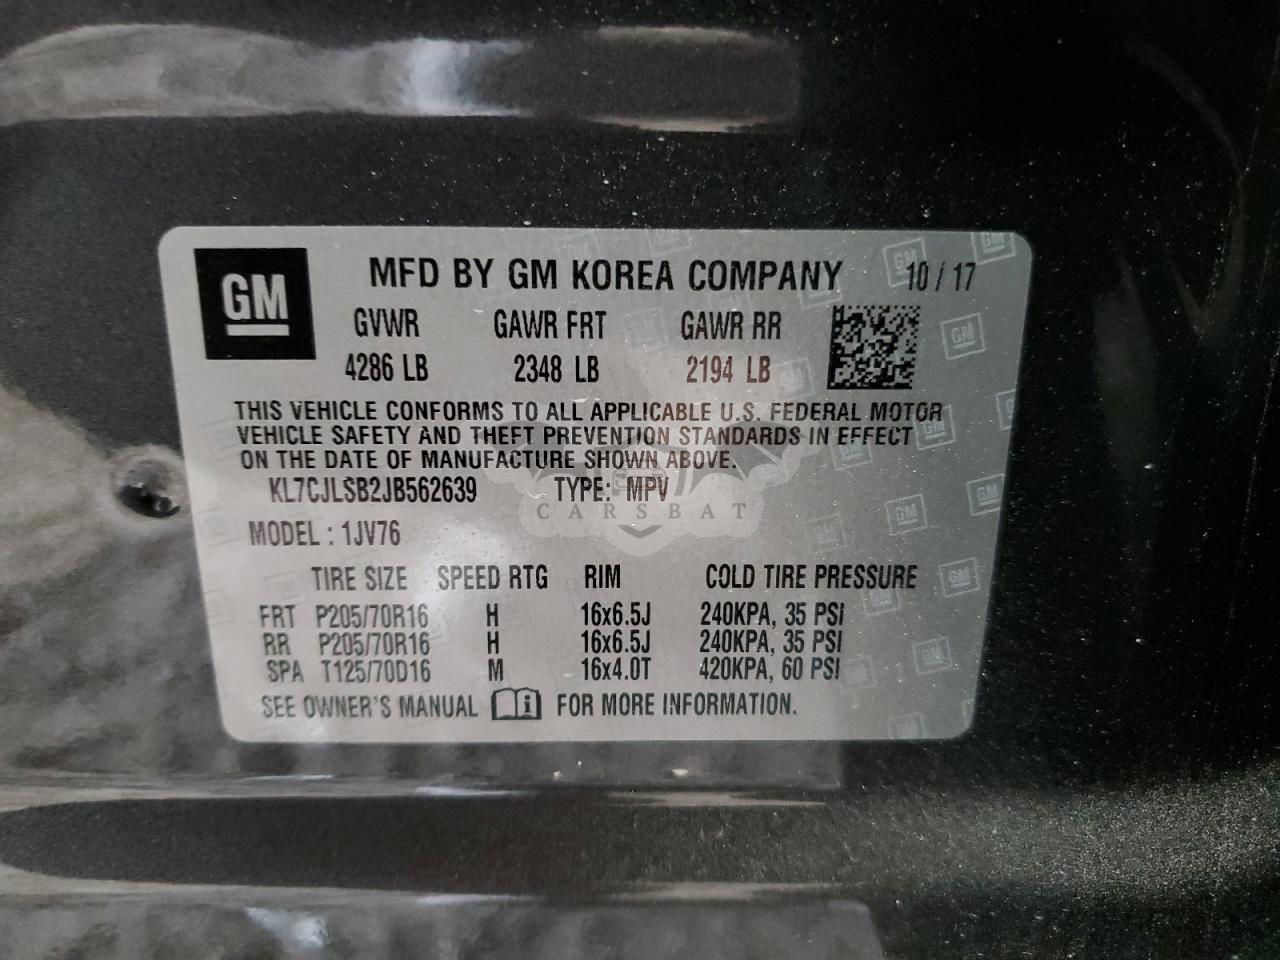 GM MFD BY GM KOREA COMPANY 10/17
GVWR GAWR FRT GAWR RR
4286 LB 2348 LB 2194 LB
THIS VEHICLE CONFORMS TO ALL APPLICABLE U.S. FEDERAL MOTOR
VEHICLE SAFETY AND THEFT PREVENTION STANDARDS IN EFFECT
ON THE DATE OF MANUFACTURE SHOWN ABOVE.
KL7CJLSB2JB562639 TYPE: MPV
CARSBAT
MODEL : 1JV76
TIRE SIZE SPEED RTG RIM COLD TIRE PRESSURE
FRT P205/70R16 H 16x6.5J 240KPA, 35 PSI
RR P205/70R16 H 16x6.5J 240KPA, 35 PSI
SPA T125/70D16 M 16x4.0T 420KPA, 60 PSI
SEE OWNER'S MANUAL i FOR MORE INFORMATION.